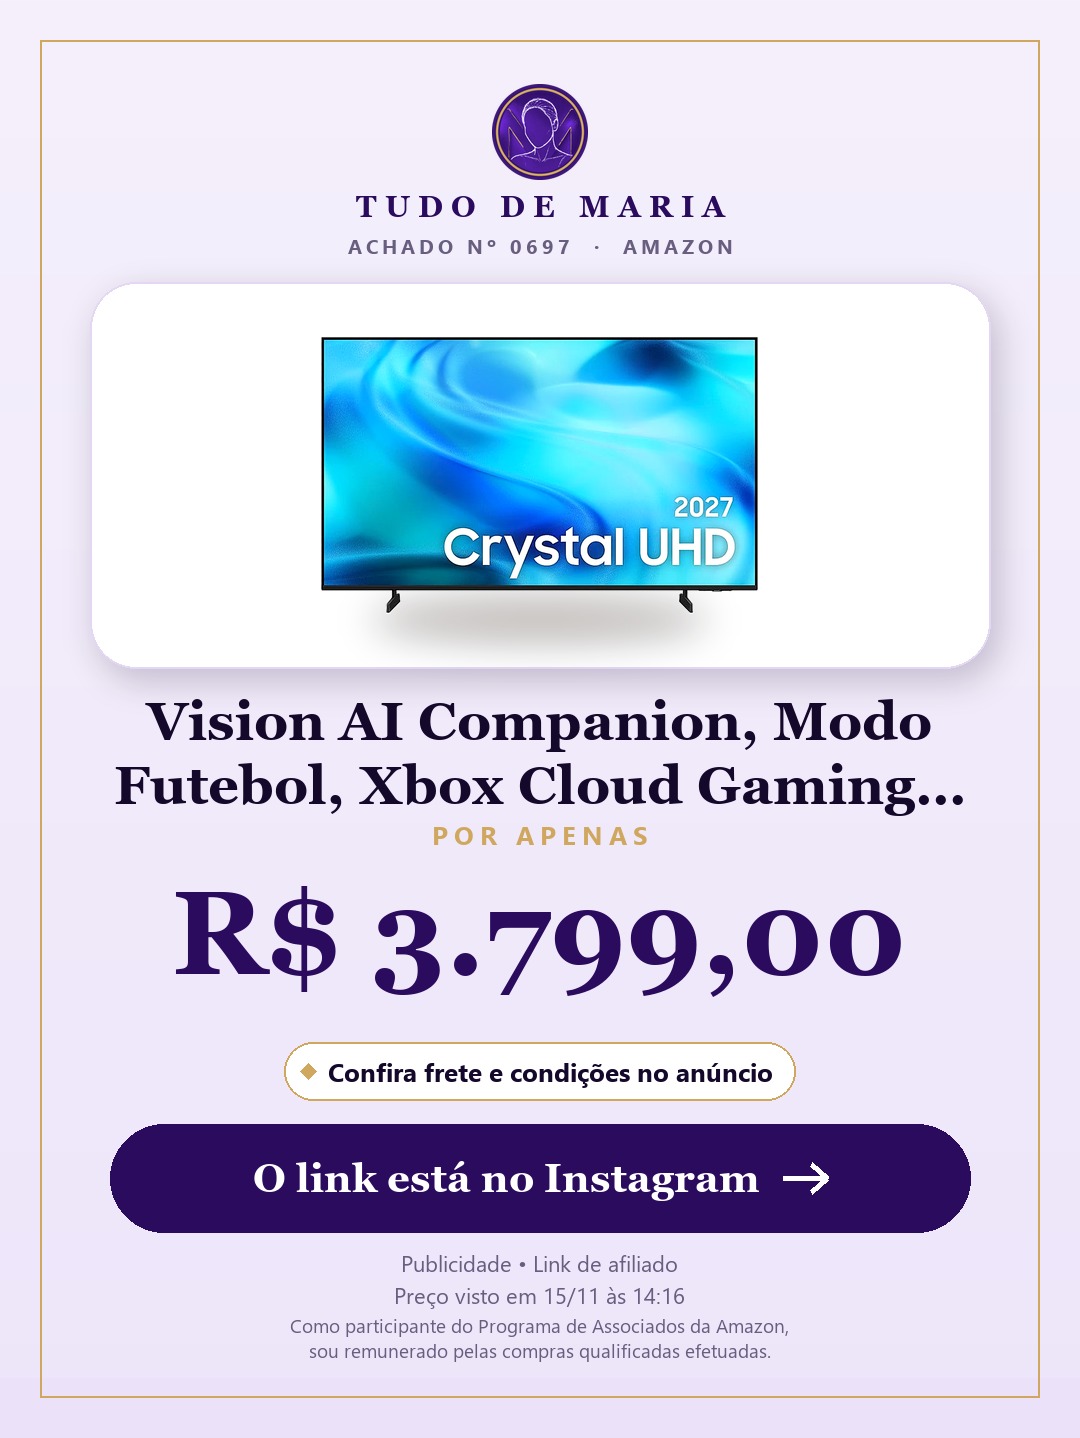 TUDO DE MARIA
ACHADO Nº 0697 · AMAZON
2027
Crystal UHD
Vision AI Companion, Modo
Futebol, Xbox Cloud Gaming...
POR APENAS
R$ 3.799,00
Confira frete e condições no anúncio
O link está no Instagram →
Publicidade • Link de afiliado
Preço visto em 15/11 às 14:16
Como participante do Programa de Associados da Amazon,
sou remunerado pelas compras qualificadas efetuadas.